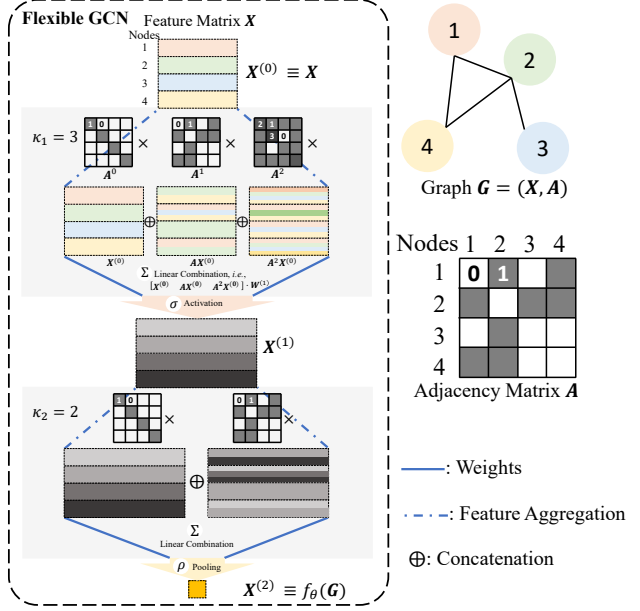 Flexible GCN
Feature Matrix X
Nodes
1
2
3
4
X⁽⁰⁾ ≡ X
κ₁ = 3
1 0
×
0 1
×
2 1
3 0
×
A⁰
A¹
A²
⊕
⊕
X⁽⁰⁾
AX⁽⁰⁾
A²X⁽⁰⁾
Σ Linear Combination, i.e.,
[X⁽⁰⁾ AX⁽⁰⁾ A²X⁽⁰⁾] · W⁽¹⁾
σ Activation
X⁽¹⁾
κ₂ = 2
1 0
×
0 1
×
⊕
Σ
Linear Combination
ρ Pooling
X⁽²⁾ ≡ f_θ(G)
1
2
4
3
Graph G = (X, A)
Nodes 1 2 3 4
1 0 1
2
3
4
Adjacency Matrix A
: Weights
: Feature Aggregation
⊕: Concatenation